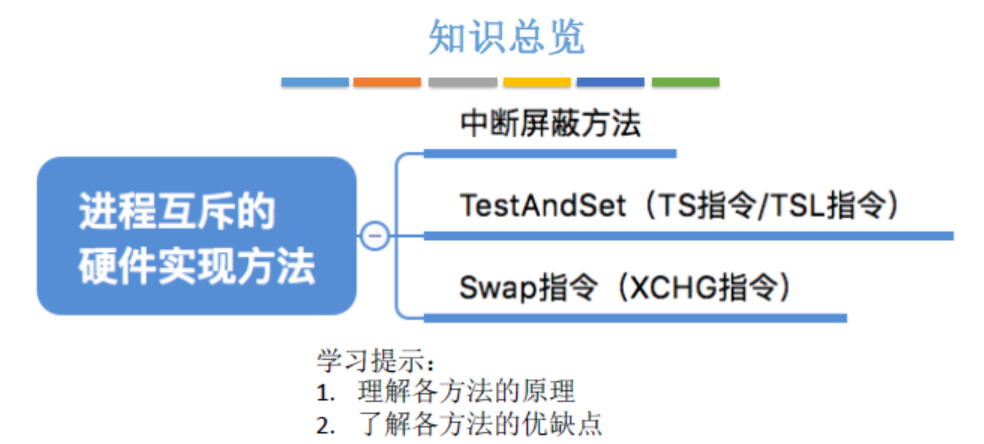 知识总览
中断屏蔽方法
进程互斥的
硬件实现方法
TestAndSet（TS指令/TSL指令）
Swap指令（XCHG指令）
学习提示：
1. 理解各方法的原理
2. 了解各方法的优缺点